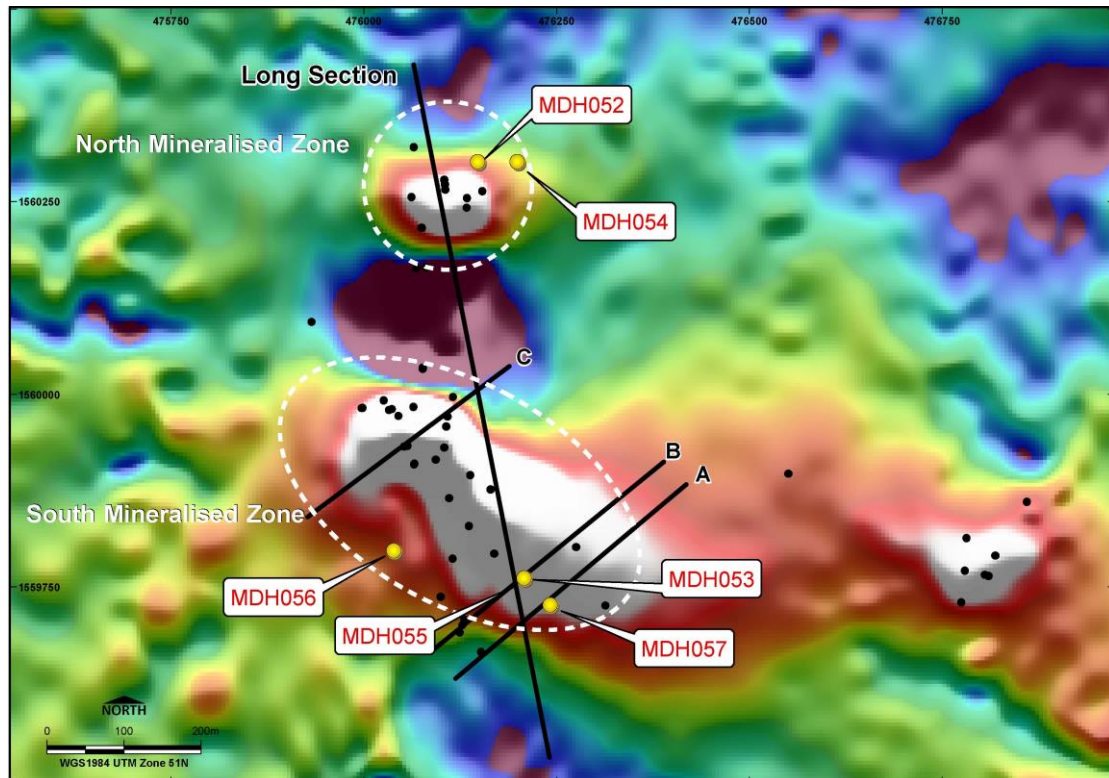 475750 476000 476250 476500 476750
Long Section
MDH052
North Mineralised Zone
1560250
MDH054
C
1560000
B
A
South Mineralised Zone
1559750
MDH056
MDH053
MDH055
MDH057
NORTH
0 100 200m
WGS1984 UTM Zone 51N